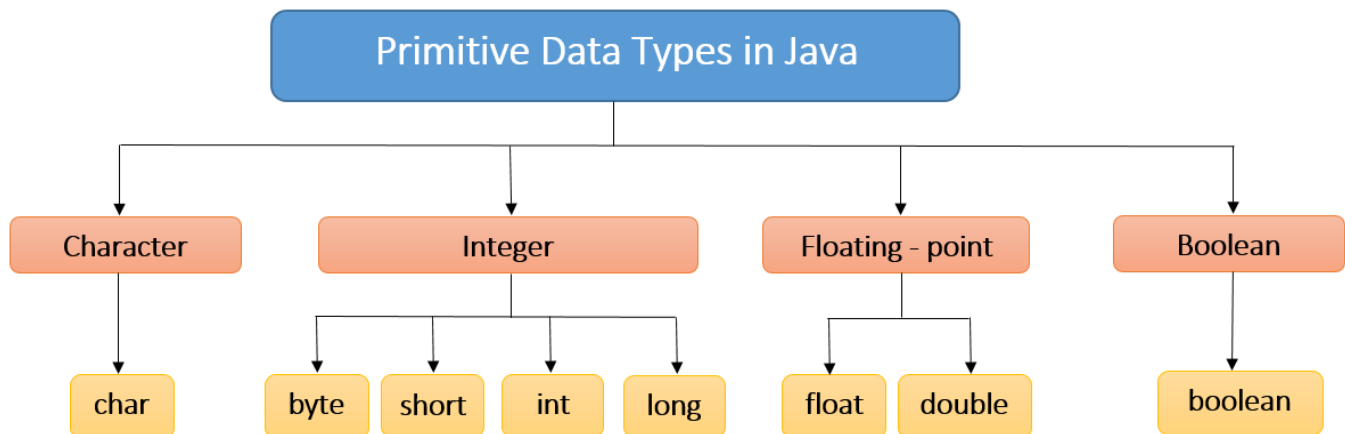 Primitive Data Types in Java
Character
Integer
Floating - point
Boolean
char
byte
short
int
long
float
double
boolean